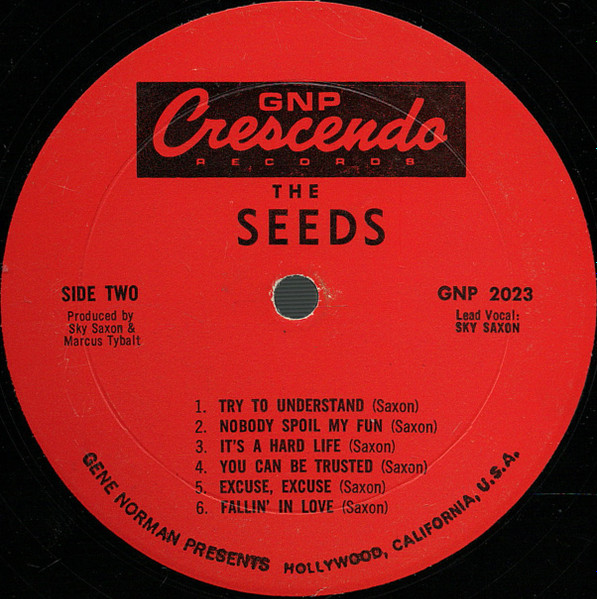 GNP
Crescendo
RECORDS
THE
SEEDS
SIDE TWO
Produced by
Sky Saxon &
Marcus Tybalt
GNP 2023
Lead Vocal:
SKY SAXON
1. TRY TO UNDERSTAND (Saxon)
2. NOBODY SPOIL MY FUN (Saxon)
3. IT'S A HARD LIFE (Saxon)
4. YOU CAN BE TRUSTED (Saxon)
5. EXCUSE, EXCUSE (Saxon)
6. FALLIN' IN LOVE (Saxon)
GENE NORMAN PRESENTS HOLLYWOOD, CALIFORNIA, U.S.A.